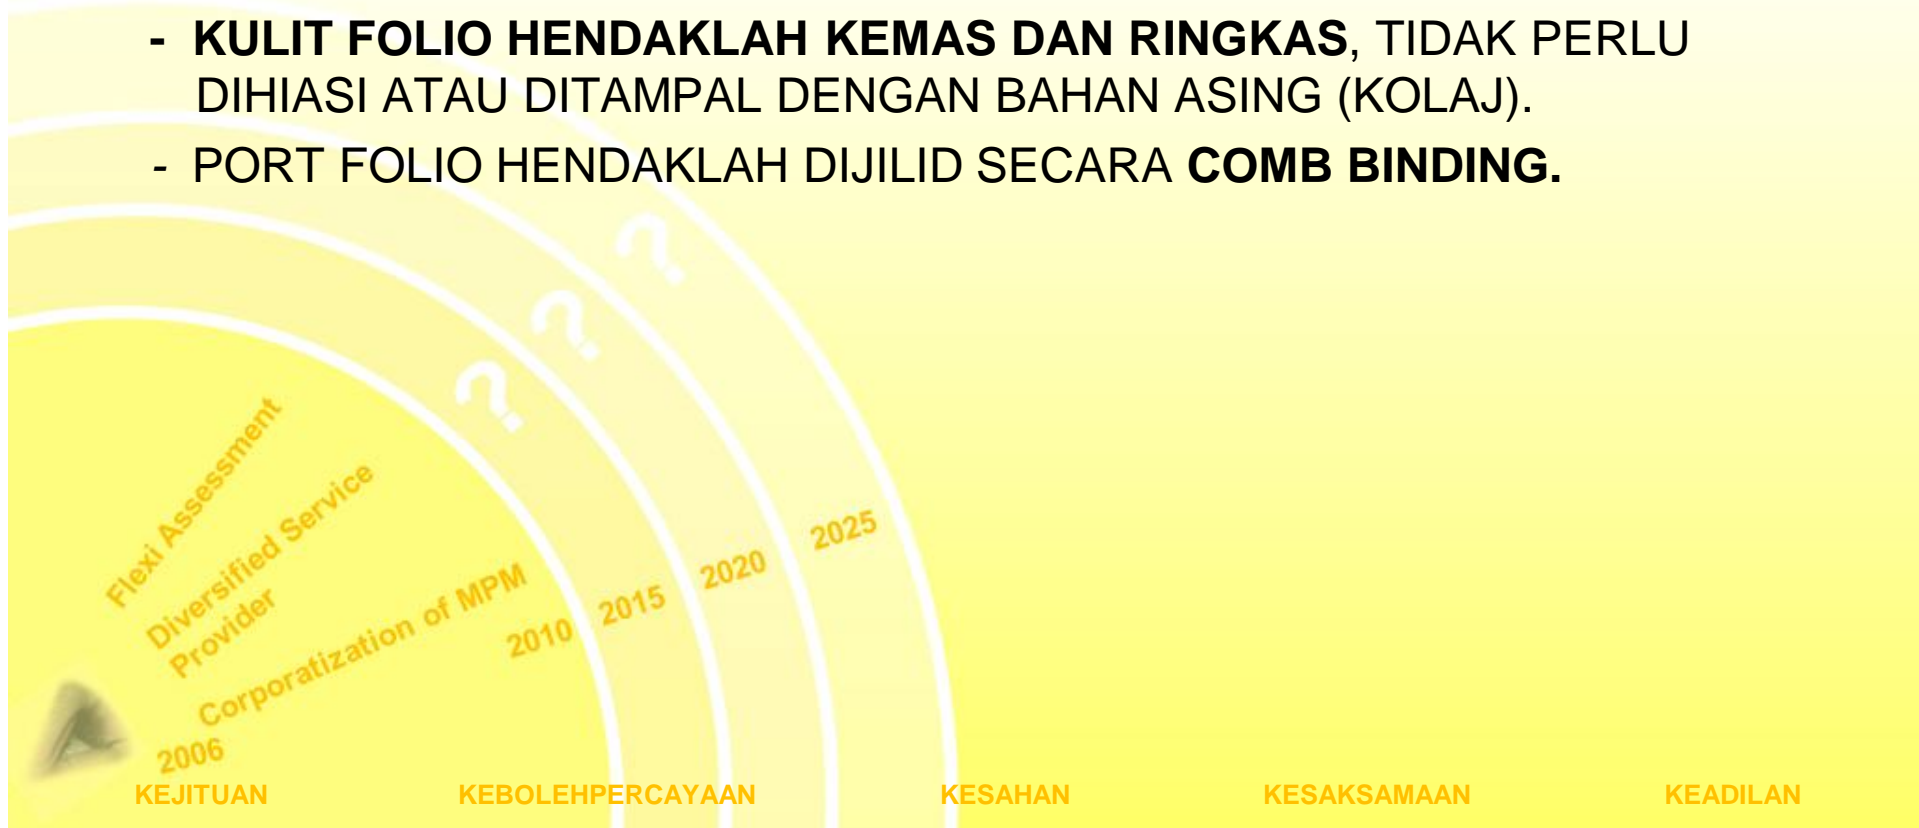 - KULIT FOLIO HENDAKLAH KEMAS DAN RINGKAS, TIDAK PERLU
DIHIASI ATAU DITAMPAL DENGAN BAHAN ASING (KOLAJ).
- PORT FOLIO HENDAKLAH DIJILID SECARA COMB BINDING.
?
?
?
Flexi Assessment
Diversified Service
Provider
Corporatization of MPM
2006
2010
2015
2020
2025
KEJITUAN KEBOLEHPERCAYAAN KESAHAN KESAKSAMAAN KEADILAN